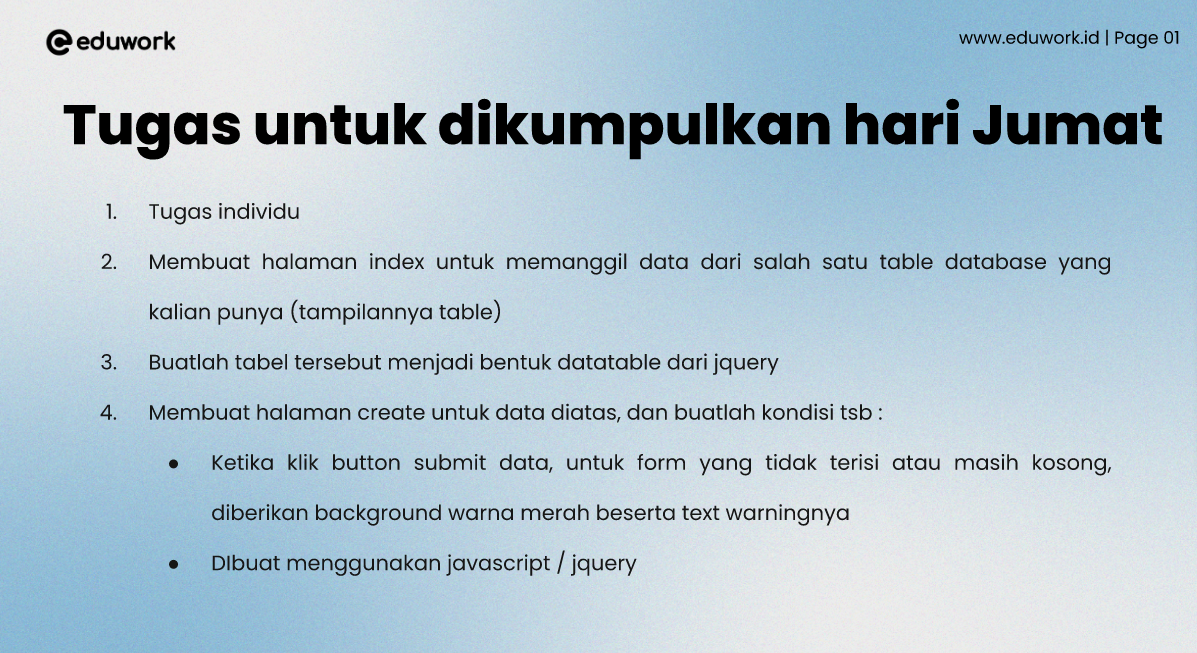 eduwork
www.eduwork.id | Page 01
Tugas untuk dikumpulkan hari Jumat
1. Tugas individu
2. Membuat halaman index untuk memanggil data dari salah satu table database yang
kalian punya (tampilannya table)
3. Buatlah tabel tersebut menjadi bentuk datatable dari jquery
4. Membuat halaman create untuk data diatas, dan buatlah kondisi tsb :
● Ketika klik button submit data, untuk form yang tidak terisi atau masih kosong,
diberikan background warna merah beserta text warningnya
● DIbuat menggunakan javascript / jquery